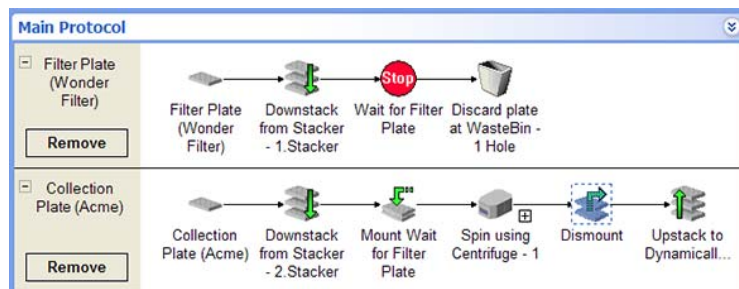 Main Protocol
Filter Plate
(Wonder
Filter)
Remove
Stop
Filter Plate
(Wonder
Filter)
Downstack
from Stacker
- 1.Stacker
Wait for Filter
Plate
Discard plate
at WasteBin -
1 Hole
Collection
Plate (Acme)
Remove
Collection
Plate (Acme)
Downstack
from Stacker
- 2.Stacker
Mount Wait
for Filter
Plate
Spin using
Centrifuge - 1
Dismount
Upstack to
Dynamicall...